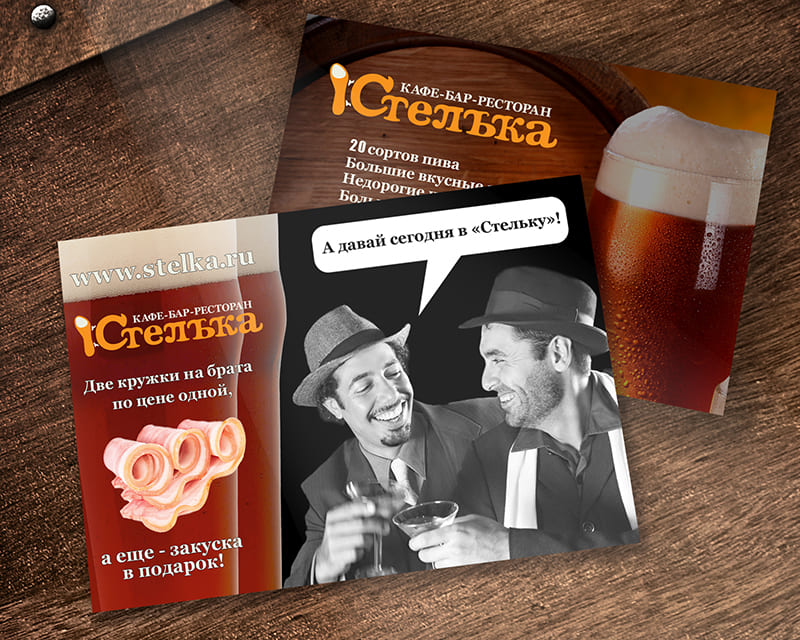 КАФЕ-БАР-РЕСТОРАН
Стелька
20 сортов пива
Большие вкусные
Недорогие
А давай сегодня в «Стельку»!
www.stelka.ru
КАФЕ-БАР-РЕСТОРАН
Стелька
Две кружки на брата
по цене одной,
а еще - закуска
в подарок!